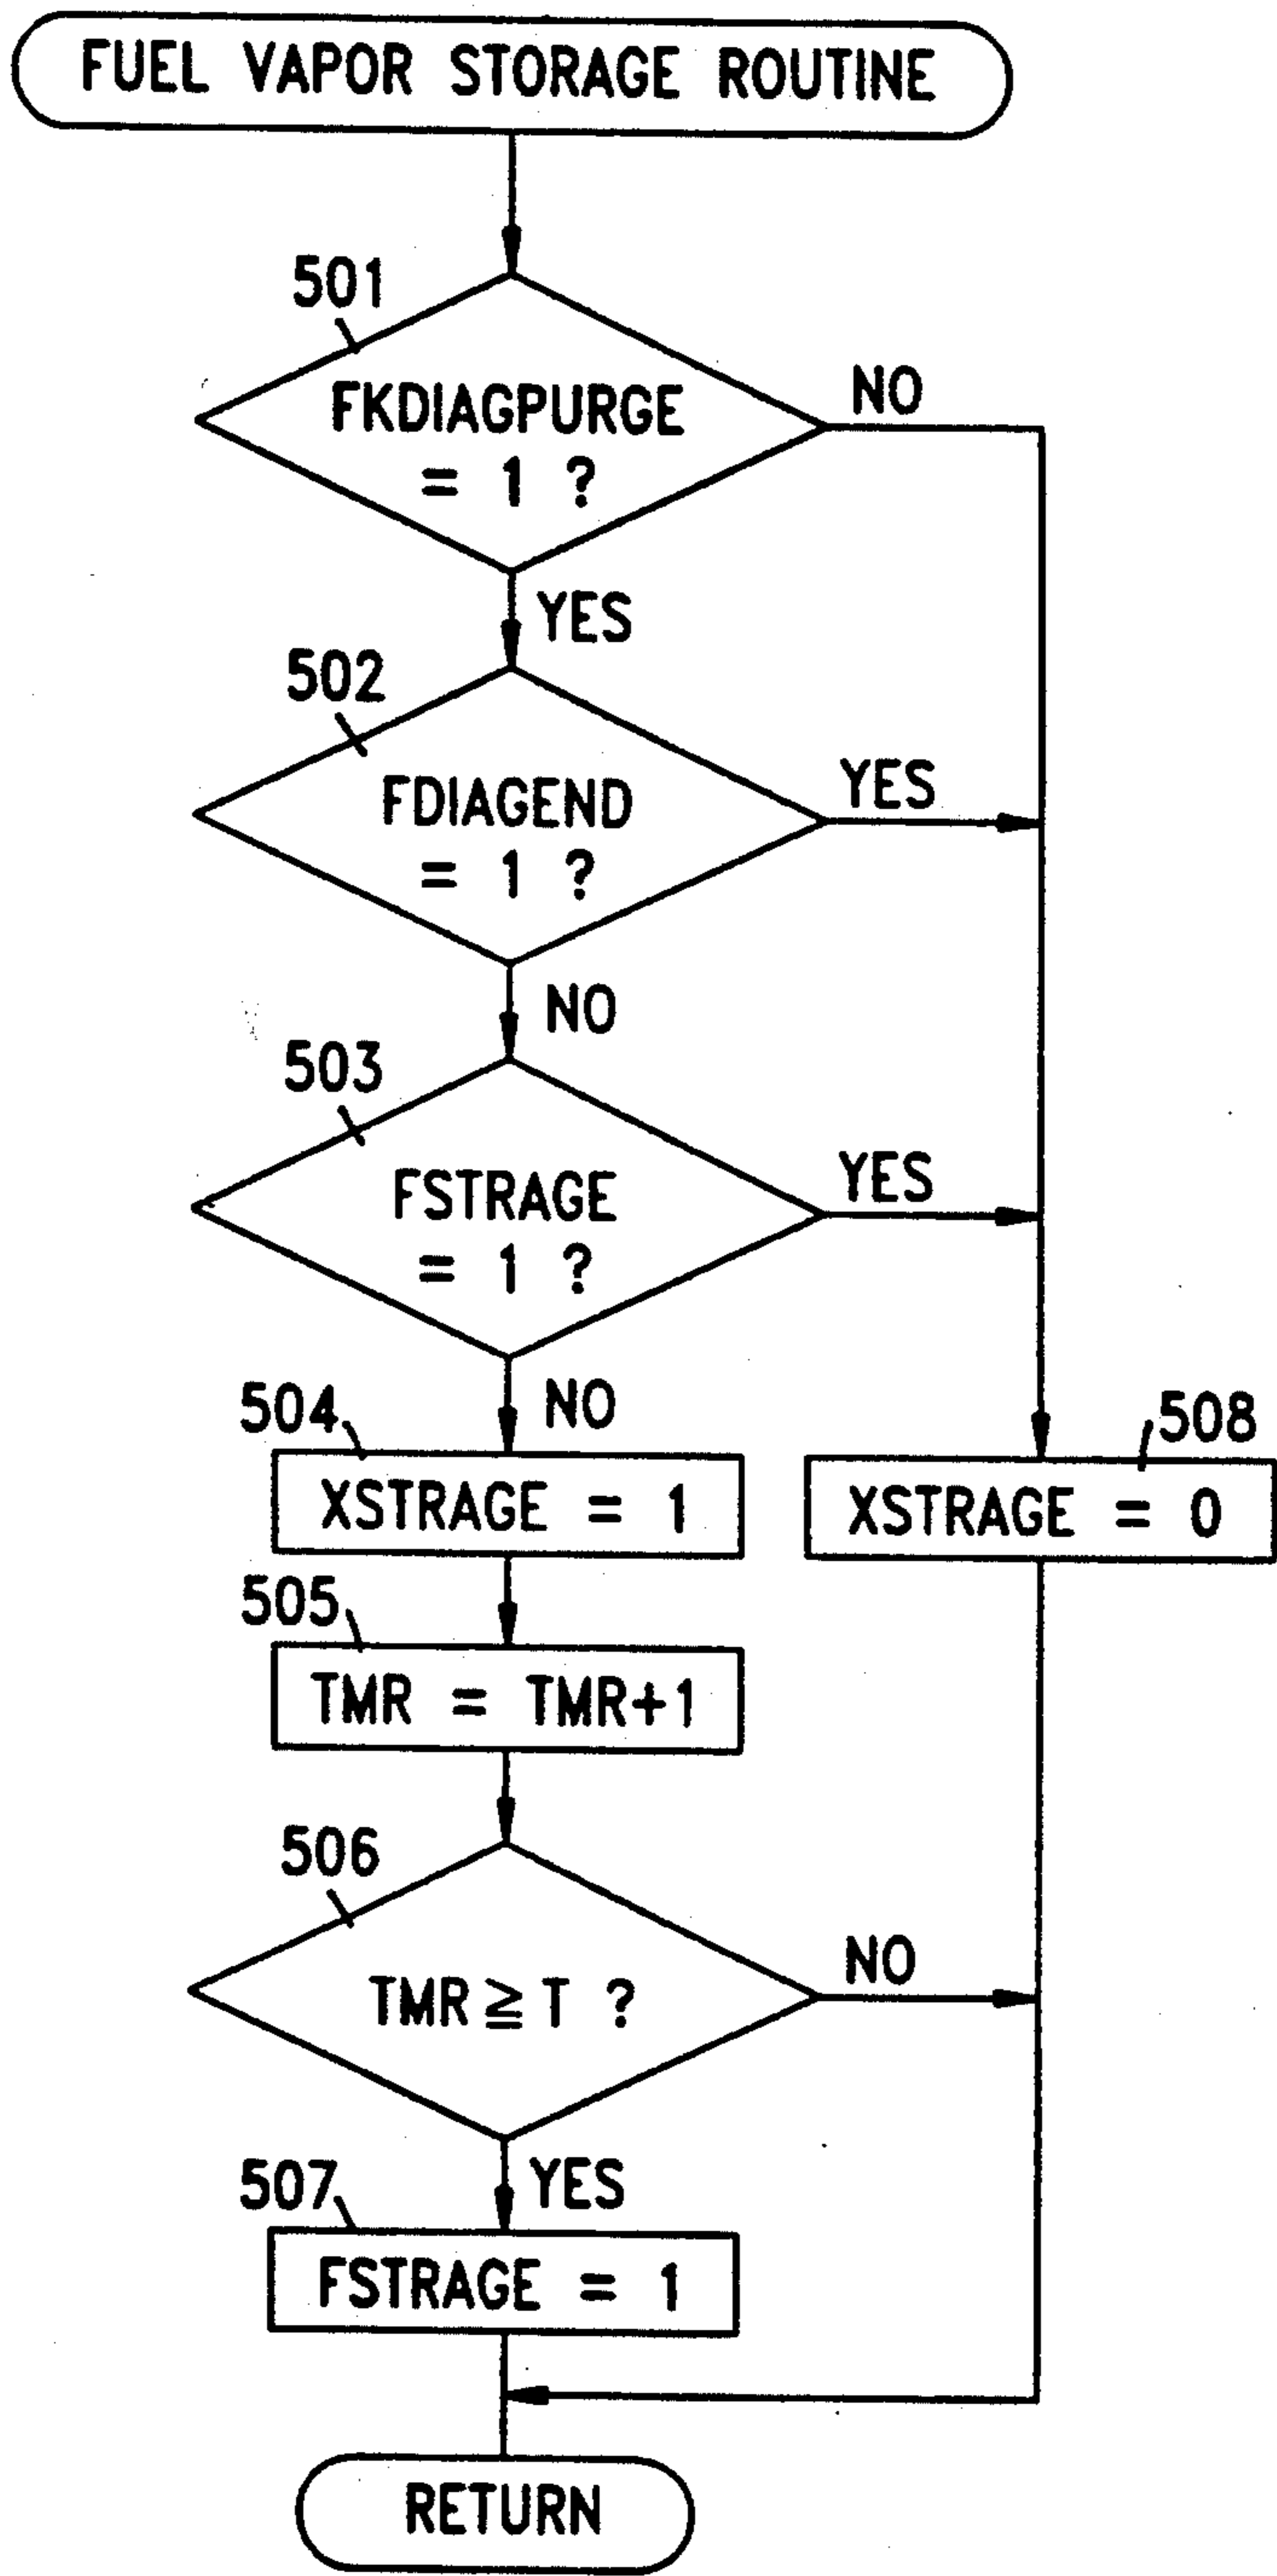 FUEL VAPOR STORAGE ROUTINE
501
FKDIAGPURGE
= 1 ?
NO
YES
502
FDIAGEND
= 1 ?
YES
NO
503
FSTRAGE
= 1 ?
YES
NO
504
XSTRAGE = 1
508
XSTRAGE = 0
505
TMR = TMR+1
506
TMR ≧ T ?
NO
YES
507
FSTRAGE = 1
RETURN